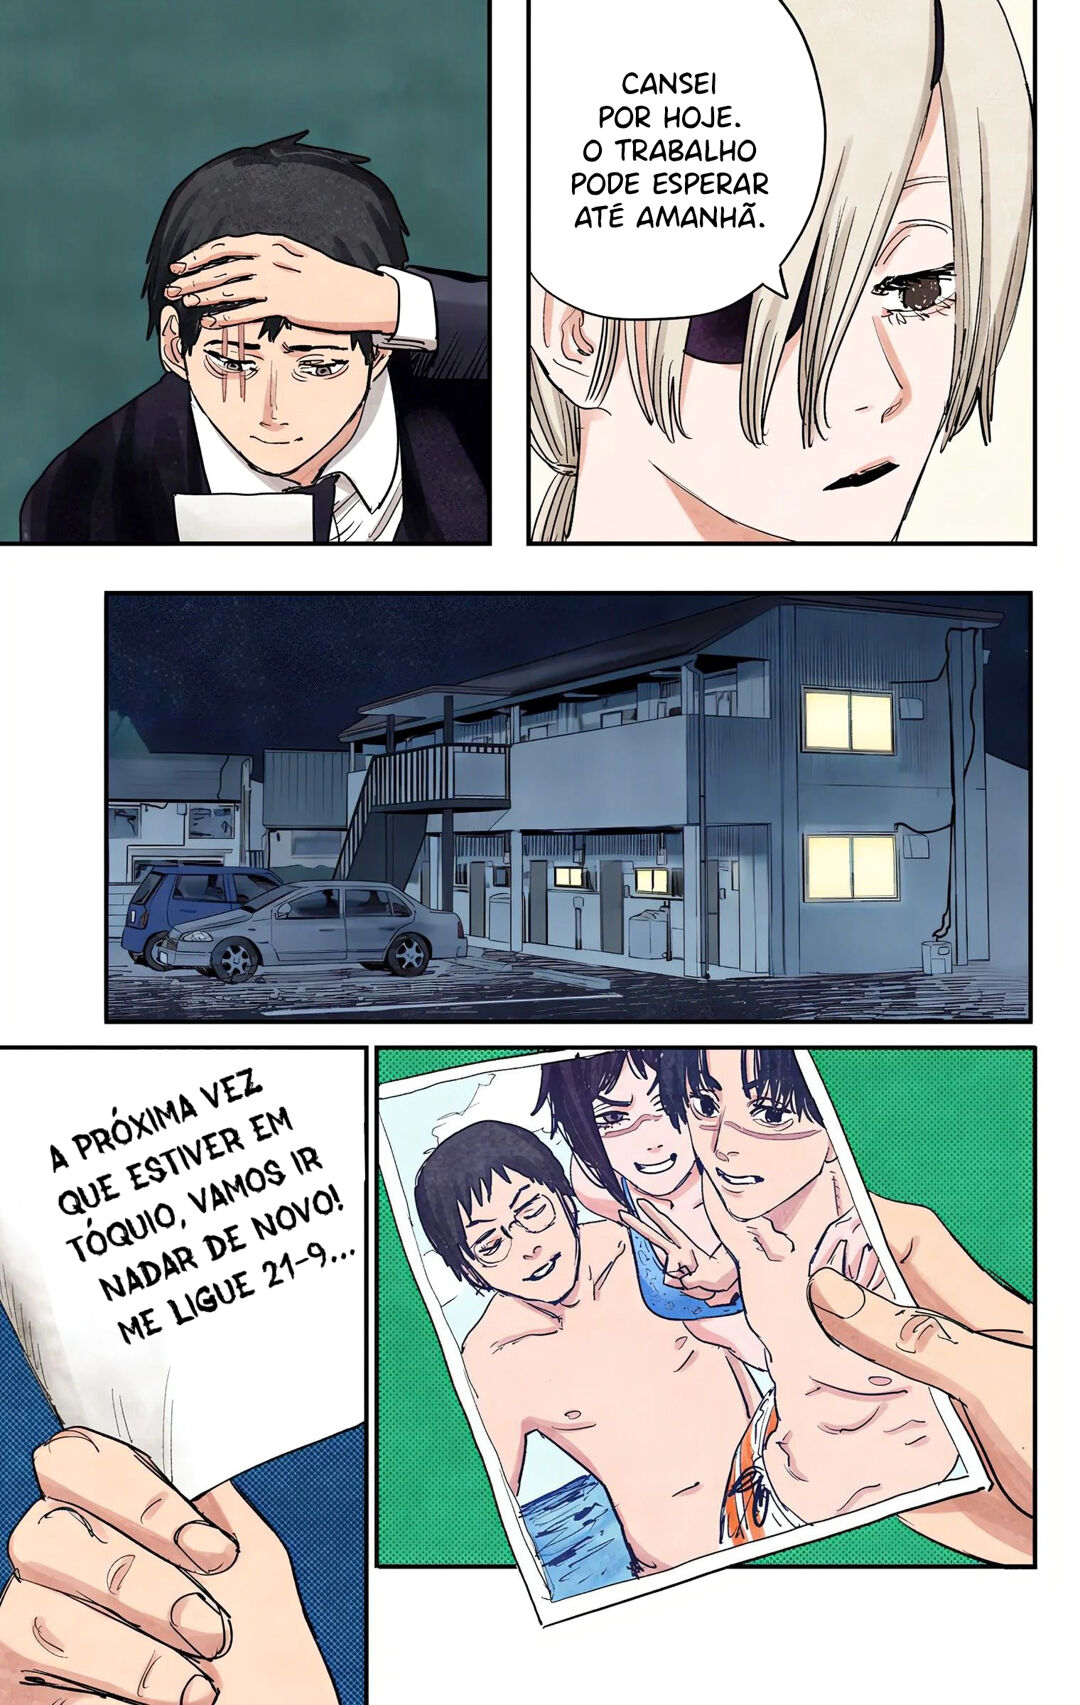 CANSEI
POR HOJE.
O TRABALHO
PODE ESPERAR
ATÉ AMANHÃ.
A PRÓXIMA VEZ
QUE ESTIVER EM
TÓQUIO, VAMOS IR
NADAR DE NOVO!
ME LIGUE 21-9...